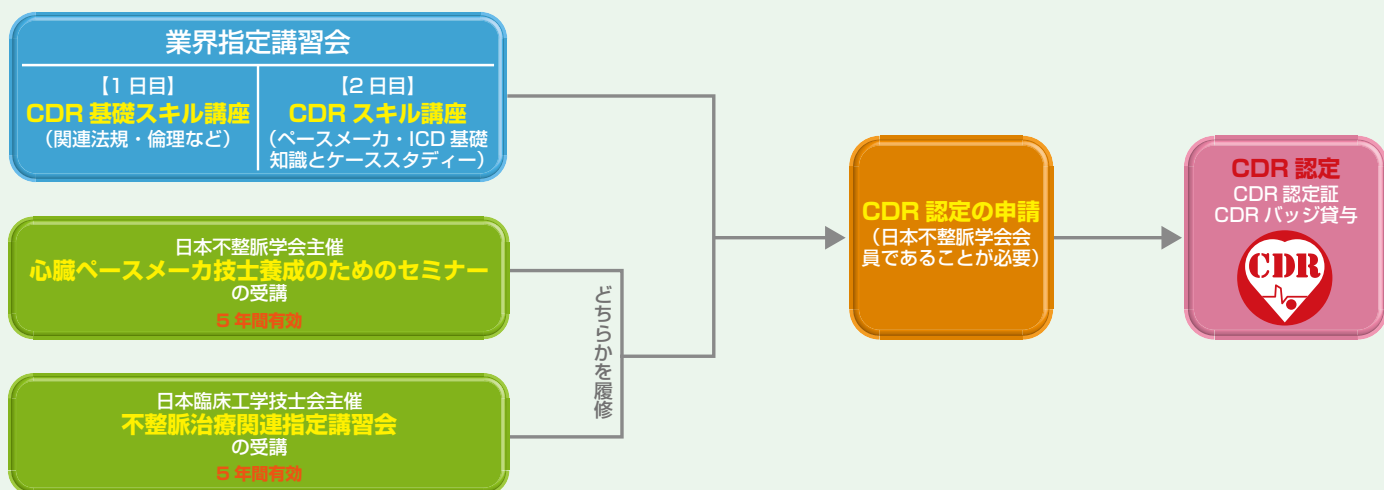 業界指定講習会
【1日目】
CDR 基礎スキル講座
（関連法規・倫理など）
【2日目】
CDR スキル講座
（ペースメーカ・ICD 基礎
知識とケーススタディー）
日本不整脈学会主催
心臓ペースメーカ技士養成のためのセミナー
の受講
5年間有効
日本臨床工学技士会主催
不整脈治療関連指定講習会
の受講
5年間有効
どちらかを履修
CDR 認定の申請
（日本不整脈学会会
員であることが必要）
CDR 認定
CDR 認定証
CDR バッジ貸与
CDR